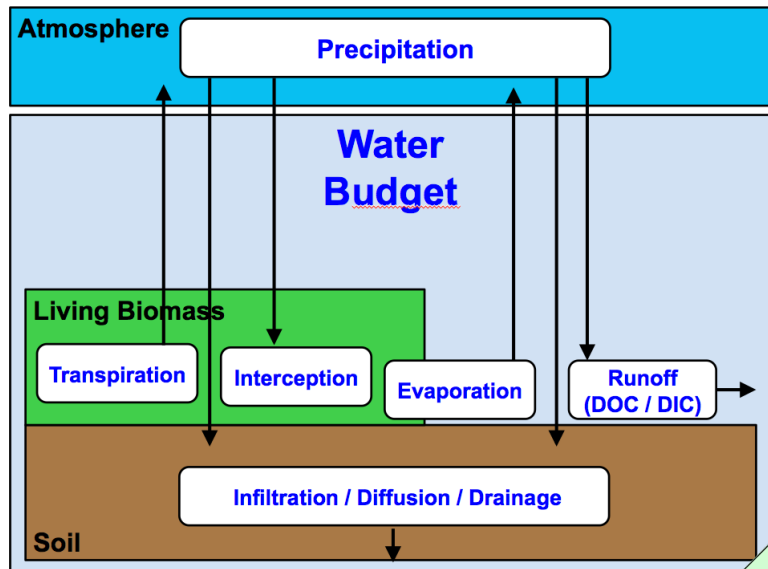 Atmosphere
Precipitation
Water
Budget
Living Biomass
Transpiration
Interception
Evaporation
Runoff
(DOC / DIC)
Infiltration / Diffusion / Drainage
Soil